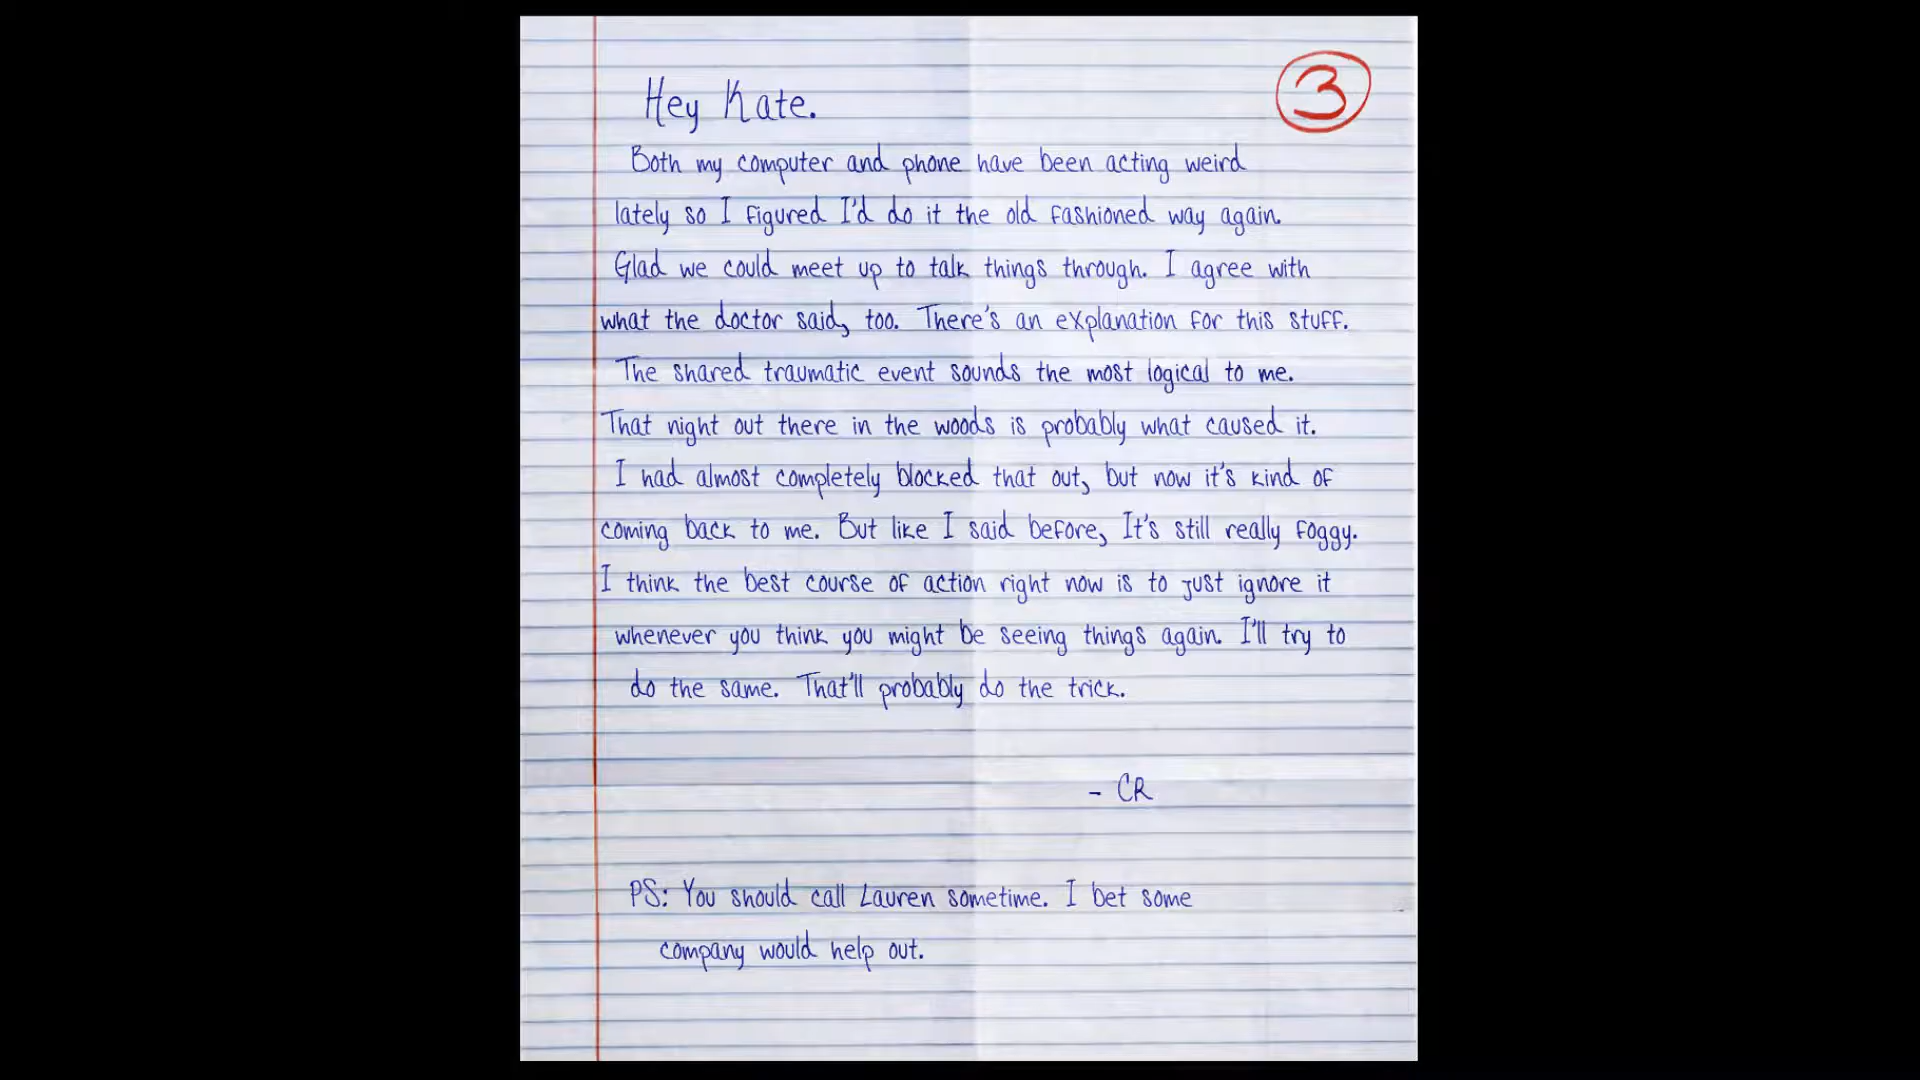 3
Hey Kate.
Both my computer and phone have been acting weird
lately so I figured I'd do it the old fashioned way again.
Glad we could meet up to talk things through. I agree with
what the doctor said, too. There's an explanation for this stuff.
The shared traumatic event sounds the most logical to me.
That night out there in the woods is probably what caused it.
I had almost completely blocked that out, but now it's kind of
coming back to me. But like I said before, It's still really foggy.
I think the best course of action right now is to just ignore it
whenever you think you might be seeing things again. I'll try to
do the same. That'll probably do the trick.
- CR
PS: You should call Lauren sometime. I bet some
company would help out.